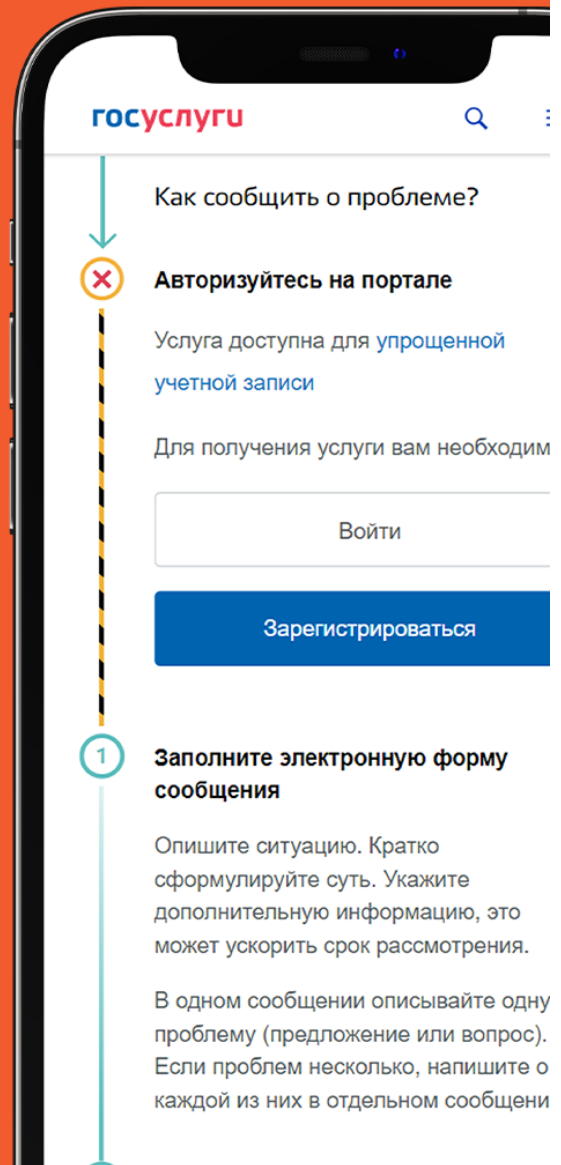 госуслуги
Как сообщить о проблеме?
Авторизуйтесь на портале
Услуга доступна для упрощенной
учетной записи
Для получения услуги вам необходим
Войти
Зарегистрироваться
1
Заполните электронную форму
сообщения
Опишите ситуацию. Кратко
сформулируйте суть. Укажите
дополнительную информацию, это
может ускорить срок рассмотрения.
В одном сообщении описывайте одну
проблему (предложение или вопрос).
Если проблем несколько, напишите о
каждой из них в отдельном сообщени